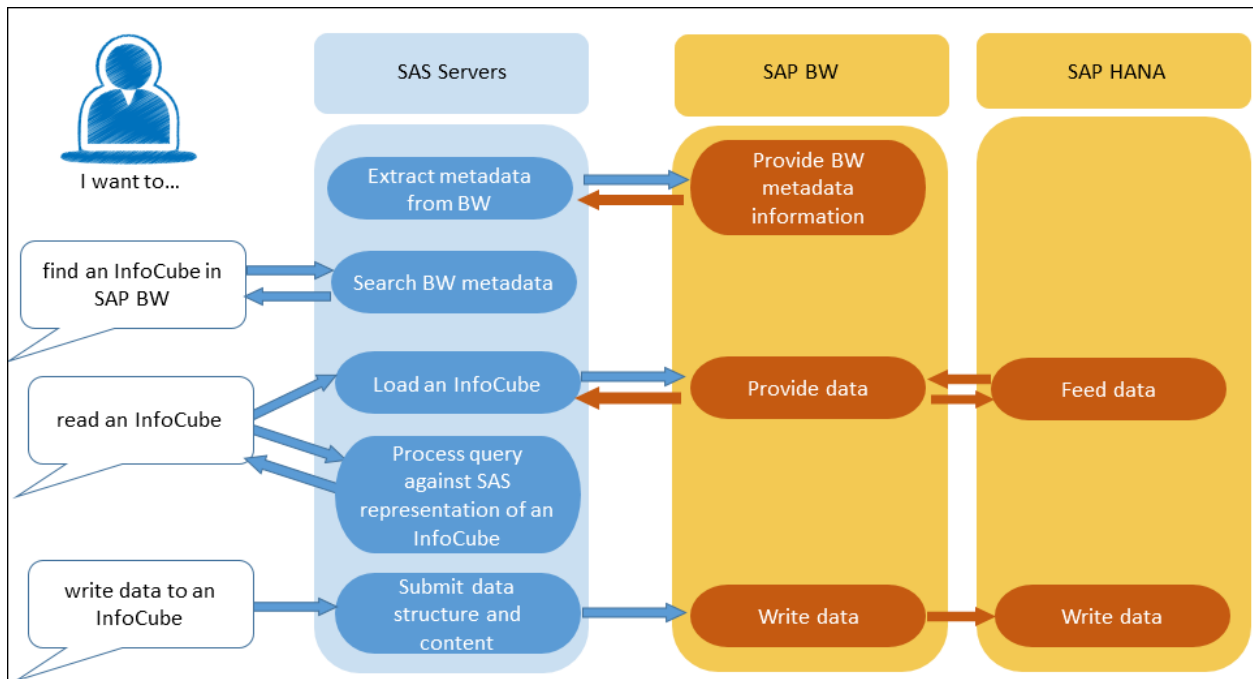 SAS Servers
SAP BW
SAP HANA
I want to...
Extract metadata
from BW
Provide BW
metadata
information
find an InfoCube in
SAP BW
Search BW metadata
read an InfoCube
Load an InfoCube
Provide data
Feed data
Process query
against SAS
representation of an
InfoCube
write data to an
InfoCube
Submit data
structure and
content
Write data
Write data